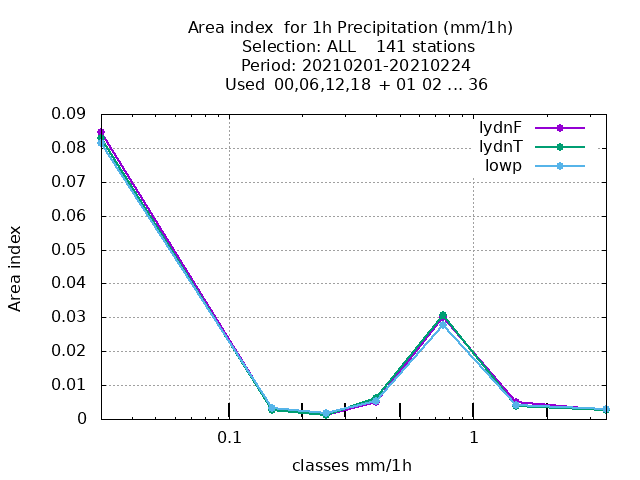 Area index  for 1h Precipitation (mm/1h)
Selection: ALL    141 stations
Period: 20210201-20210224
Used  00,06,12,18  + 01 02 ... 36
lydnF
lydnT
lowp
0.09
0.08
0.07
0.06
0.05
0.04
0.03
0.02
0.01
0
Area index
0.1
1
classes mm/1h